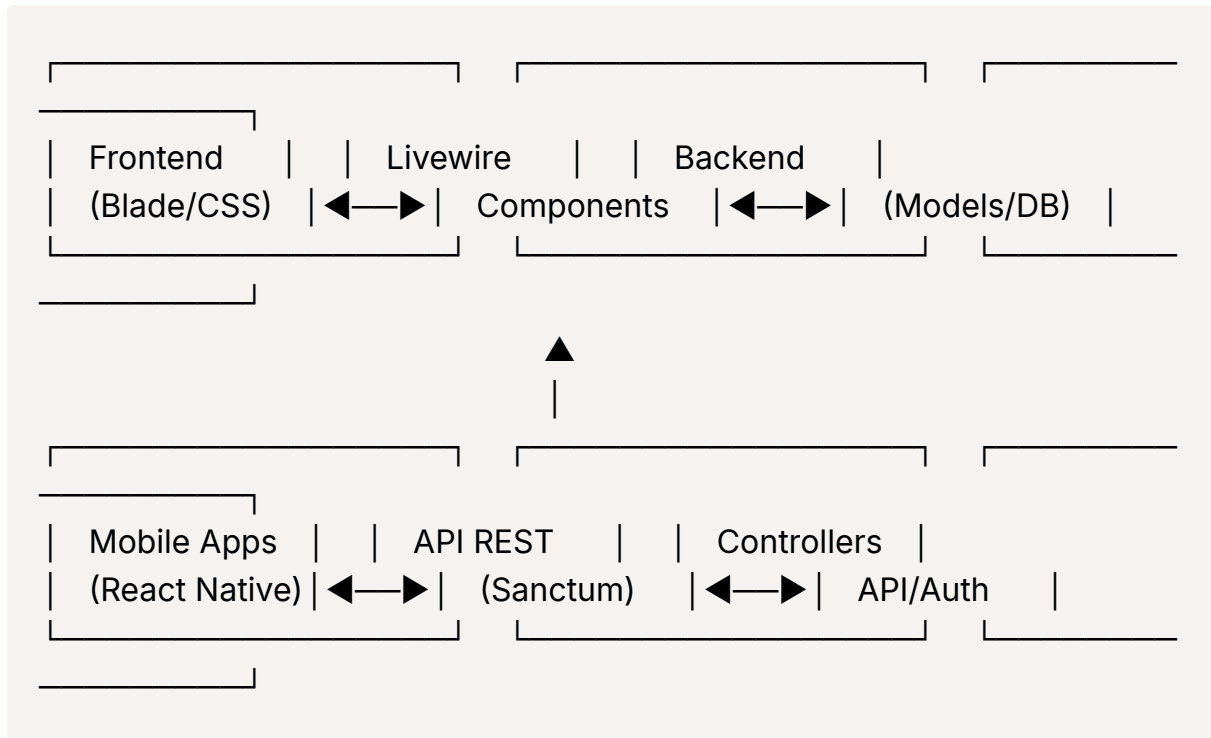 ┌─────────────────┐  ┌─────────────────┐  ┌────────
─────────┐
│  Frontend    │  │  Livewire    │  │  Backend    │
│  (Blade/CSS)  │◄──►│  Components  │◄──►│  (Models/DB)  │
└─────────────────┘  └─────────────────┘  └────────
─────────┘
▲
│
┌─────────────────┐  ┌─────────────────┐  ┌────────
─────────┐
│  Mobile Apps  │  │  API REST    │  │  Controllers  │
│  (React Native)│◄──►│  (Sanctum)   │◄──►│  API/Auth    │
└─────────────────┘  └─────────────────┘  └────────
─────────┘